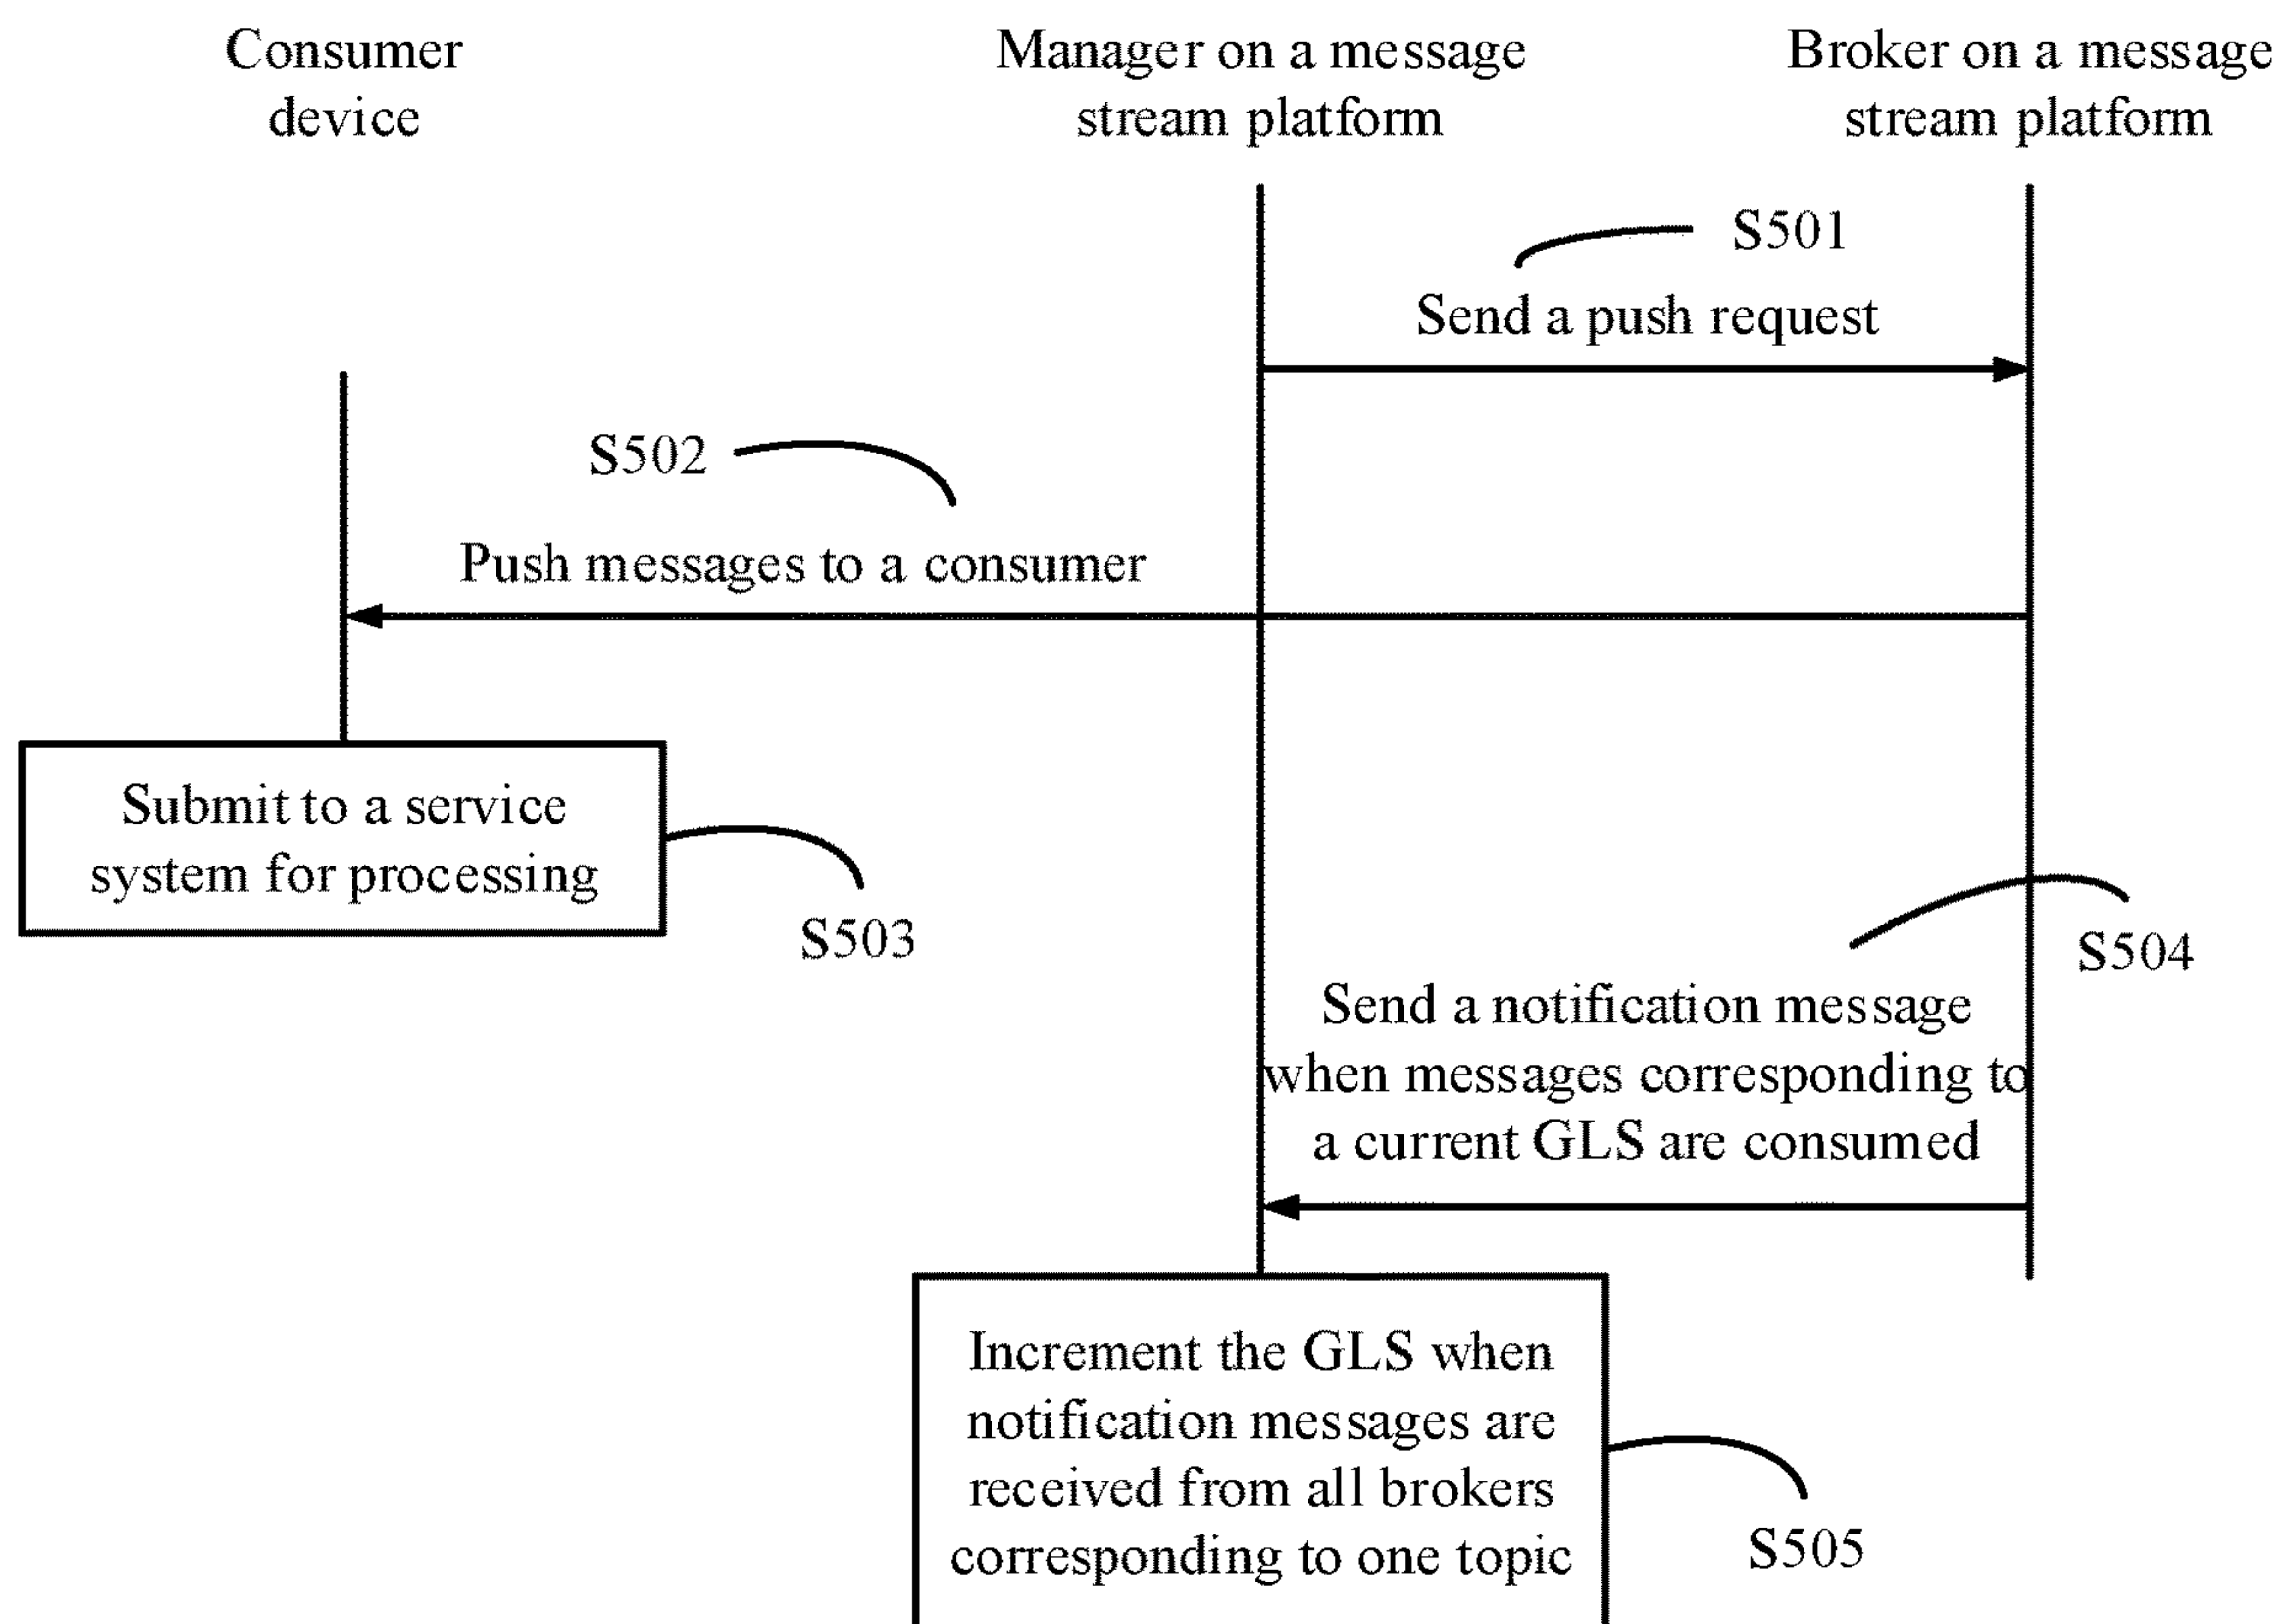 Consumer
device
Manager on a message
stream platform
Broker on a message
stream platform
S501
Send a push request
S502
Push messages to a consumer
Submit to a service
system for processing
S503
S504
Send a notification message
when messages corresponding to
a current GLS are consumed
Increment the GLS when
notification messages are
received from all brokers
corresponding to one topic
S505